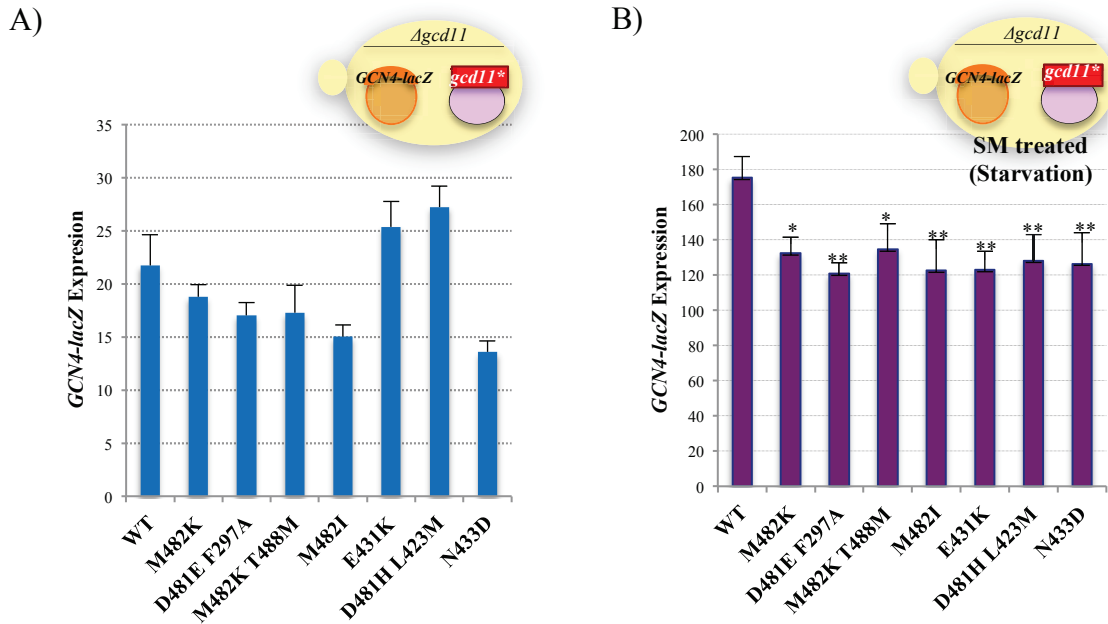 A)
Δgcd11
GCN4-lacZ
gcd11*
GCN4-lacZ Expression
35
30
25
20
15
10
5
0
WT
M482K
D481E F297A
M482K T488M
M482I
E431K
D481H L423M
N433D
B)
Δgcd11
GCN4-lacZ
gcd11*
SM treated
(Starvation)
GCN4-lacZ Expression
200
180
160
140
120
100
80
60
40
20
0
* ** * ** ** ** **
WT
M482K
D481E F297A
M482K T488M
M482I
E431K
D481H L423M
N433D